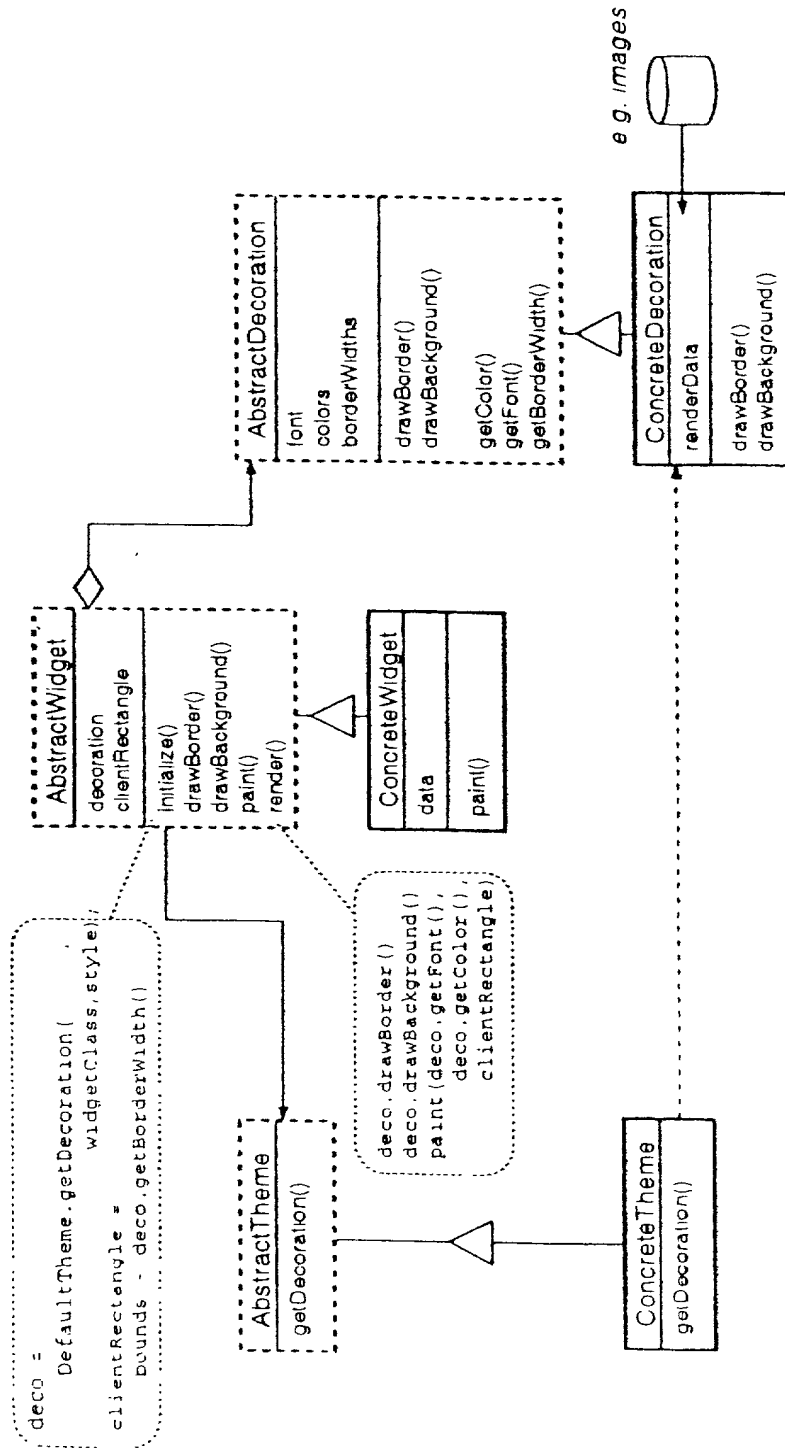 deco =
DefaultTheme.getDecoration(
widgetClass,style),
clientRectangle =
bounds - deco.getBorderWidth()
AbstractTheme
getDecoration()
ConcreteTheme
getDecoration()
AbstractWidget
decoration
clientRectangle
initialize()
drawBorder()
drawBackground()
paint()
render()
deco.drawBorder()
deco.drawBackground()
paint(deco.getFont(),
deco.getColor(),
clientRectangle)
ConcreteWidget
data
paint()
AbstractDecoration
font
colors
borderWidths
drawBorder()
drawBackground()
getColor()
getFont()
getBorderWidth()
ConcreteDecoration
renderData
drawBorder()
drawBackground()
e g. images